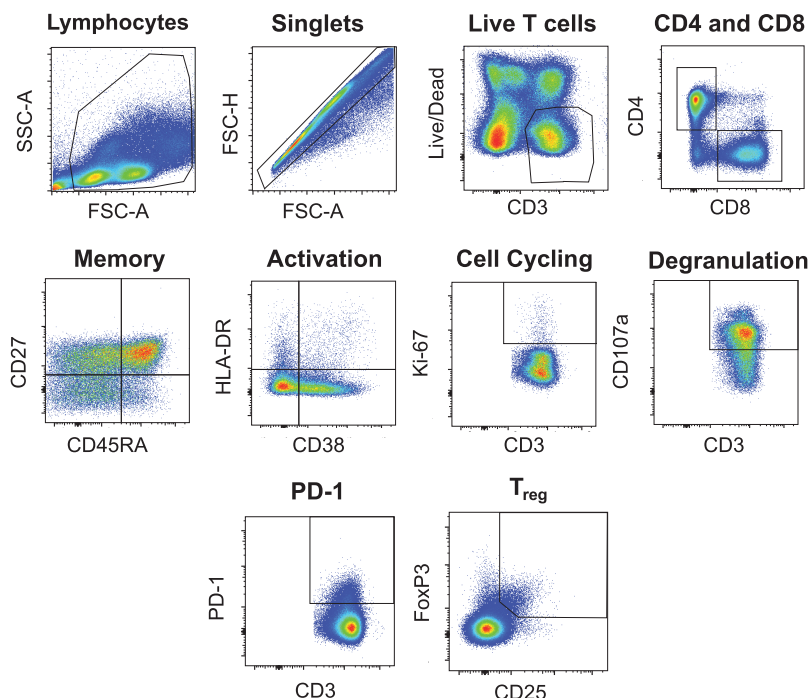 Lymphocytes
Singlets
Live T cells
CD4 and CD8
SSC-A
FSC-A
FSC-H
FSC-A
Live/Dead
CD3
CD4
CD8
Memory
Activation
Cell Cycling
Degranulation
CD27
CD45RA
HLA-DR
CD38
Ki-67
CD3
CD107a
CD3
PD-1
Treg
PD-1
CD3
FoxP3
CD25